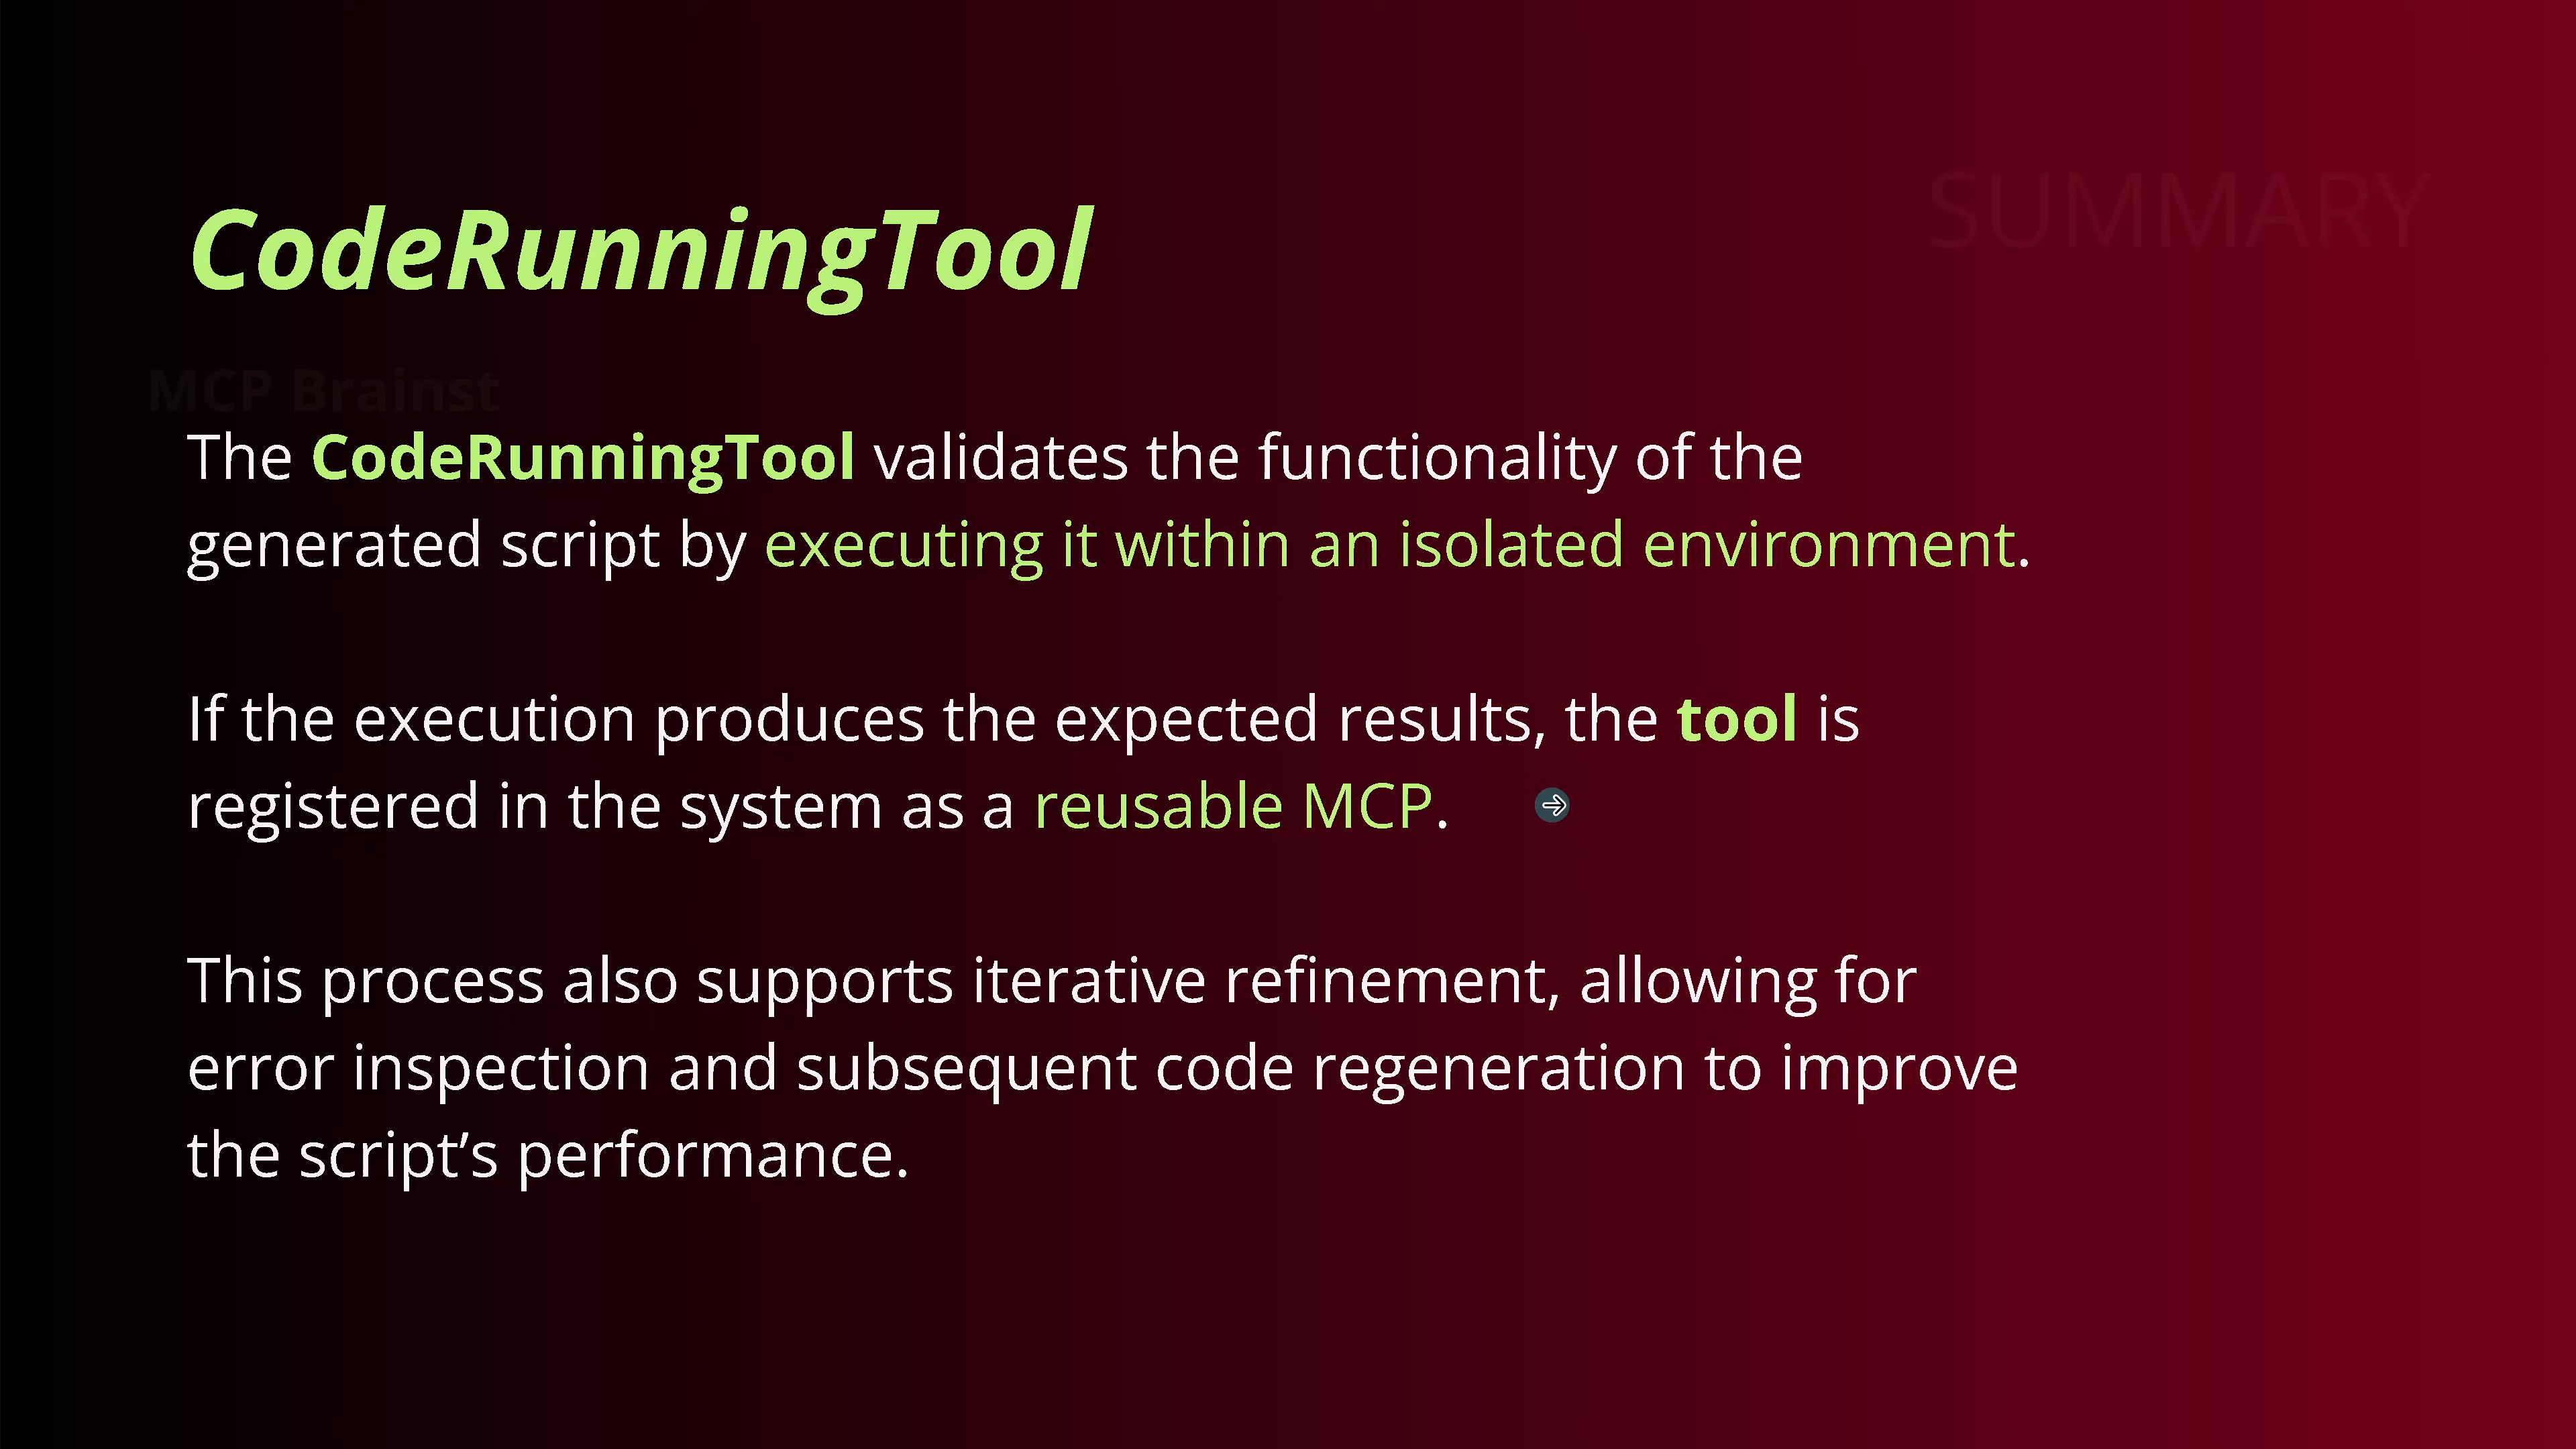 SUMMARY
CodeRunningTool
MCP Brainst
The CodeRunningTool validates the functionality of the
generated script by executing it within an isolated environment.
If the execution produces the expected results, the tool is
registered in the system as a reusable MCP.
This process also supports iterative refinement, allowing for
error inspection and subsequent code regeneration to improve
the script’s performance.